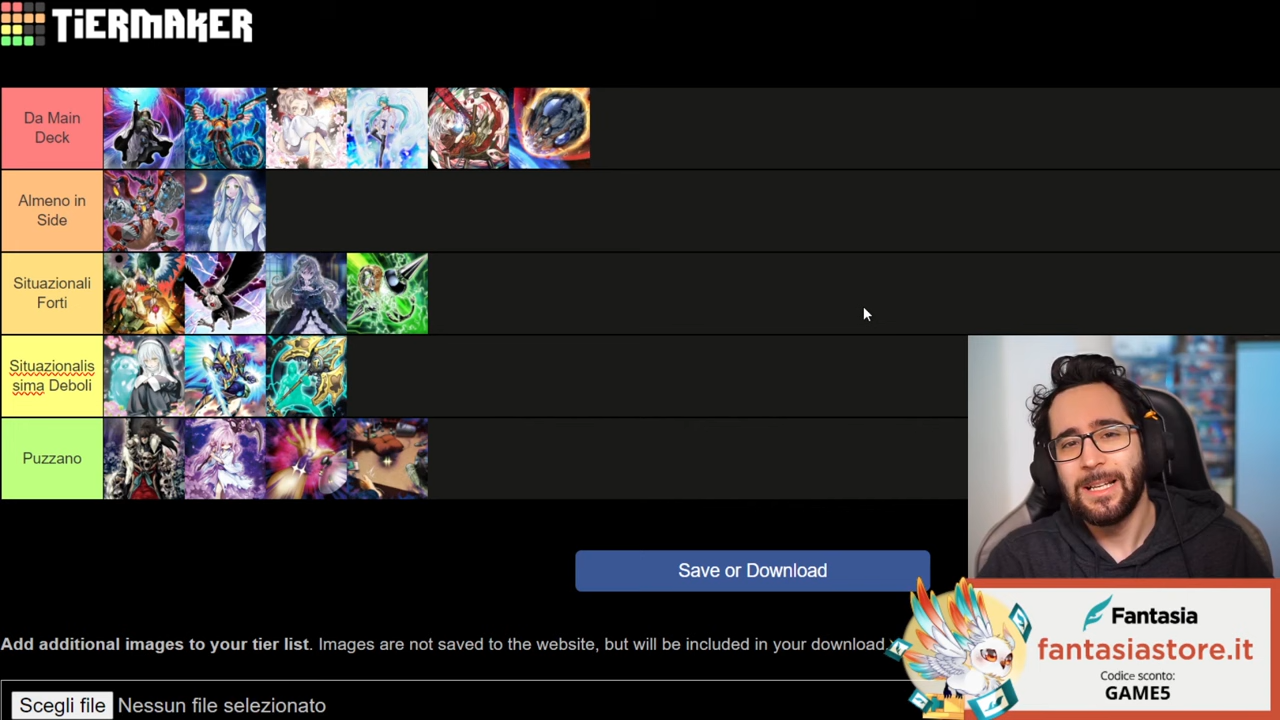 TiERMAKER
Da Main
Deck
Almeno in
Side
Situazionali
Forti
Situazionalis
sima Deboli
Puzzano
Save or Download
Add additional images to your tier list. Images are not saved to the website, but will be included in your download.
Scegli file Nessun file selezionato
Fantasia
fantasiastore.it
Codice sconto:
GAME5